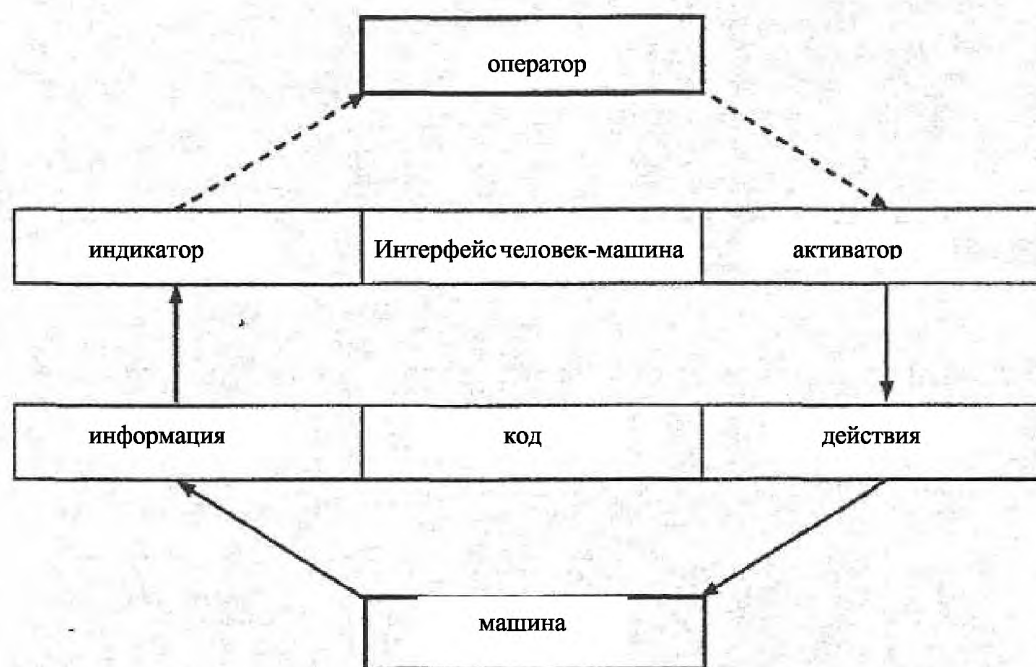 оператор
индикатор
Интерфейс человек-машина
активатор
информация
код
действия
машина